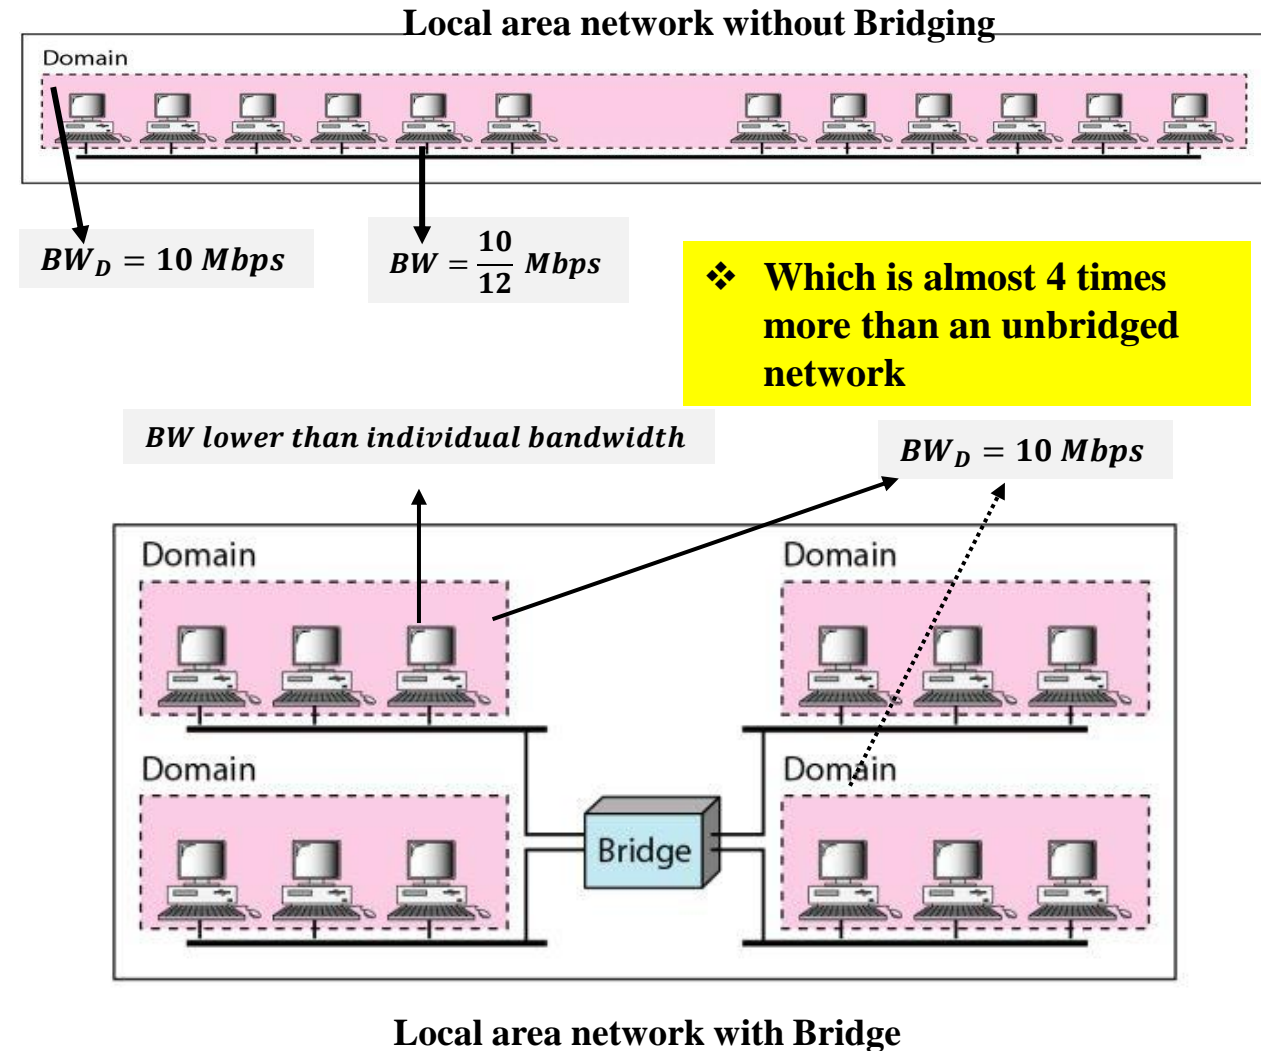 Local area network without Bridging
Domain
BW_D = 10 Mbps
BW = 10/12 Mbps
❖ Which is almost 4 times
more than an unbridged
network
BW lower than individual bandwidth
BW_D = 10 Mbps
Domain
Domain
Domain
Domain
Bridge
Local area network with Bridge